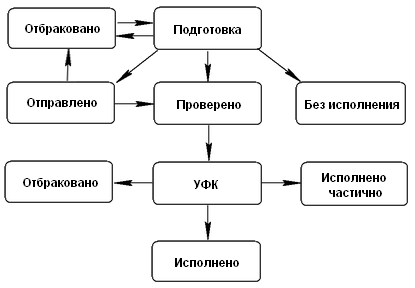 Отбраковано
Подготовка
Отправлено
Проверено
Без исполнения
Отбраковано
УФК
Исполнено
частично
Исполнено